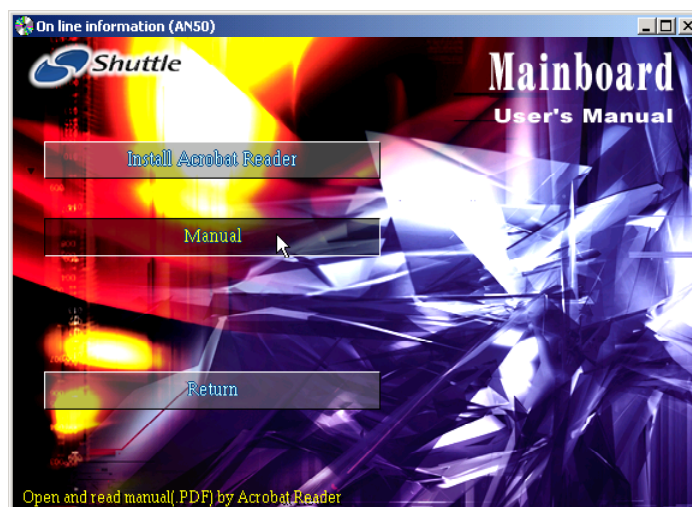 On line information (AN50)
Shuttle
Mainboard
User's Manual
Install Acrobat Reader
Manual
Return
Open and read manual(.PDF) by Acrobat Reader